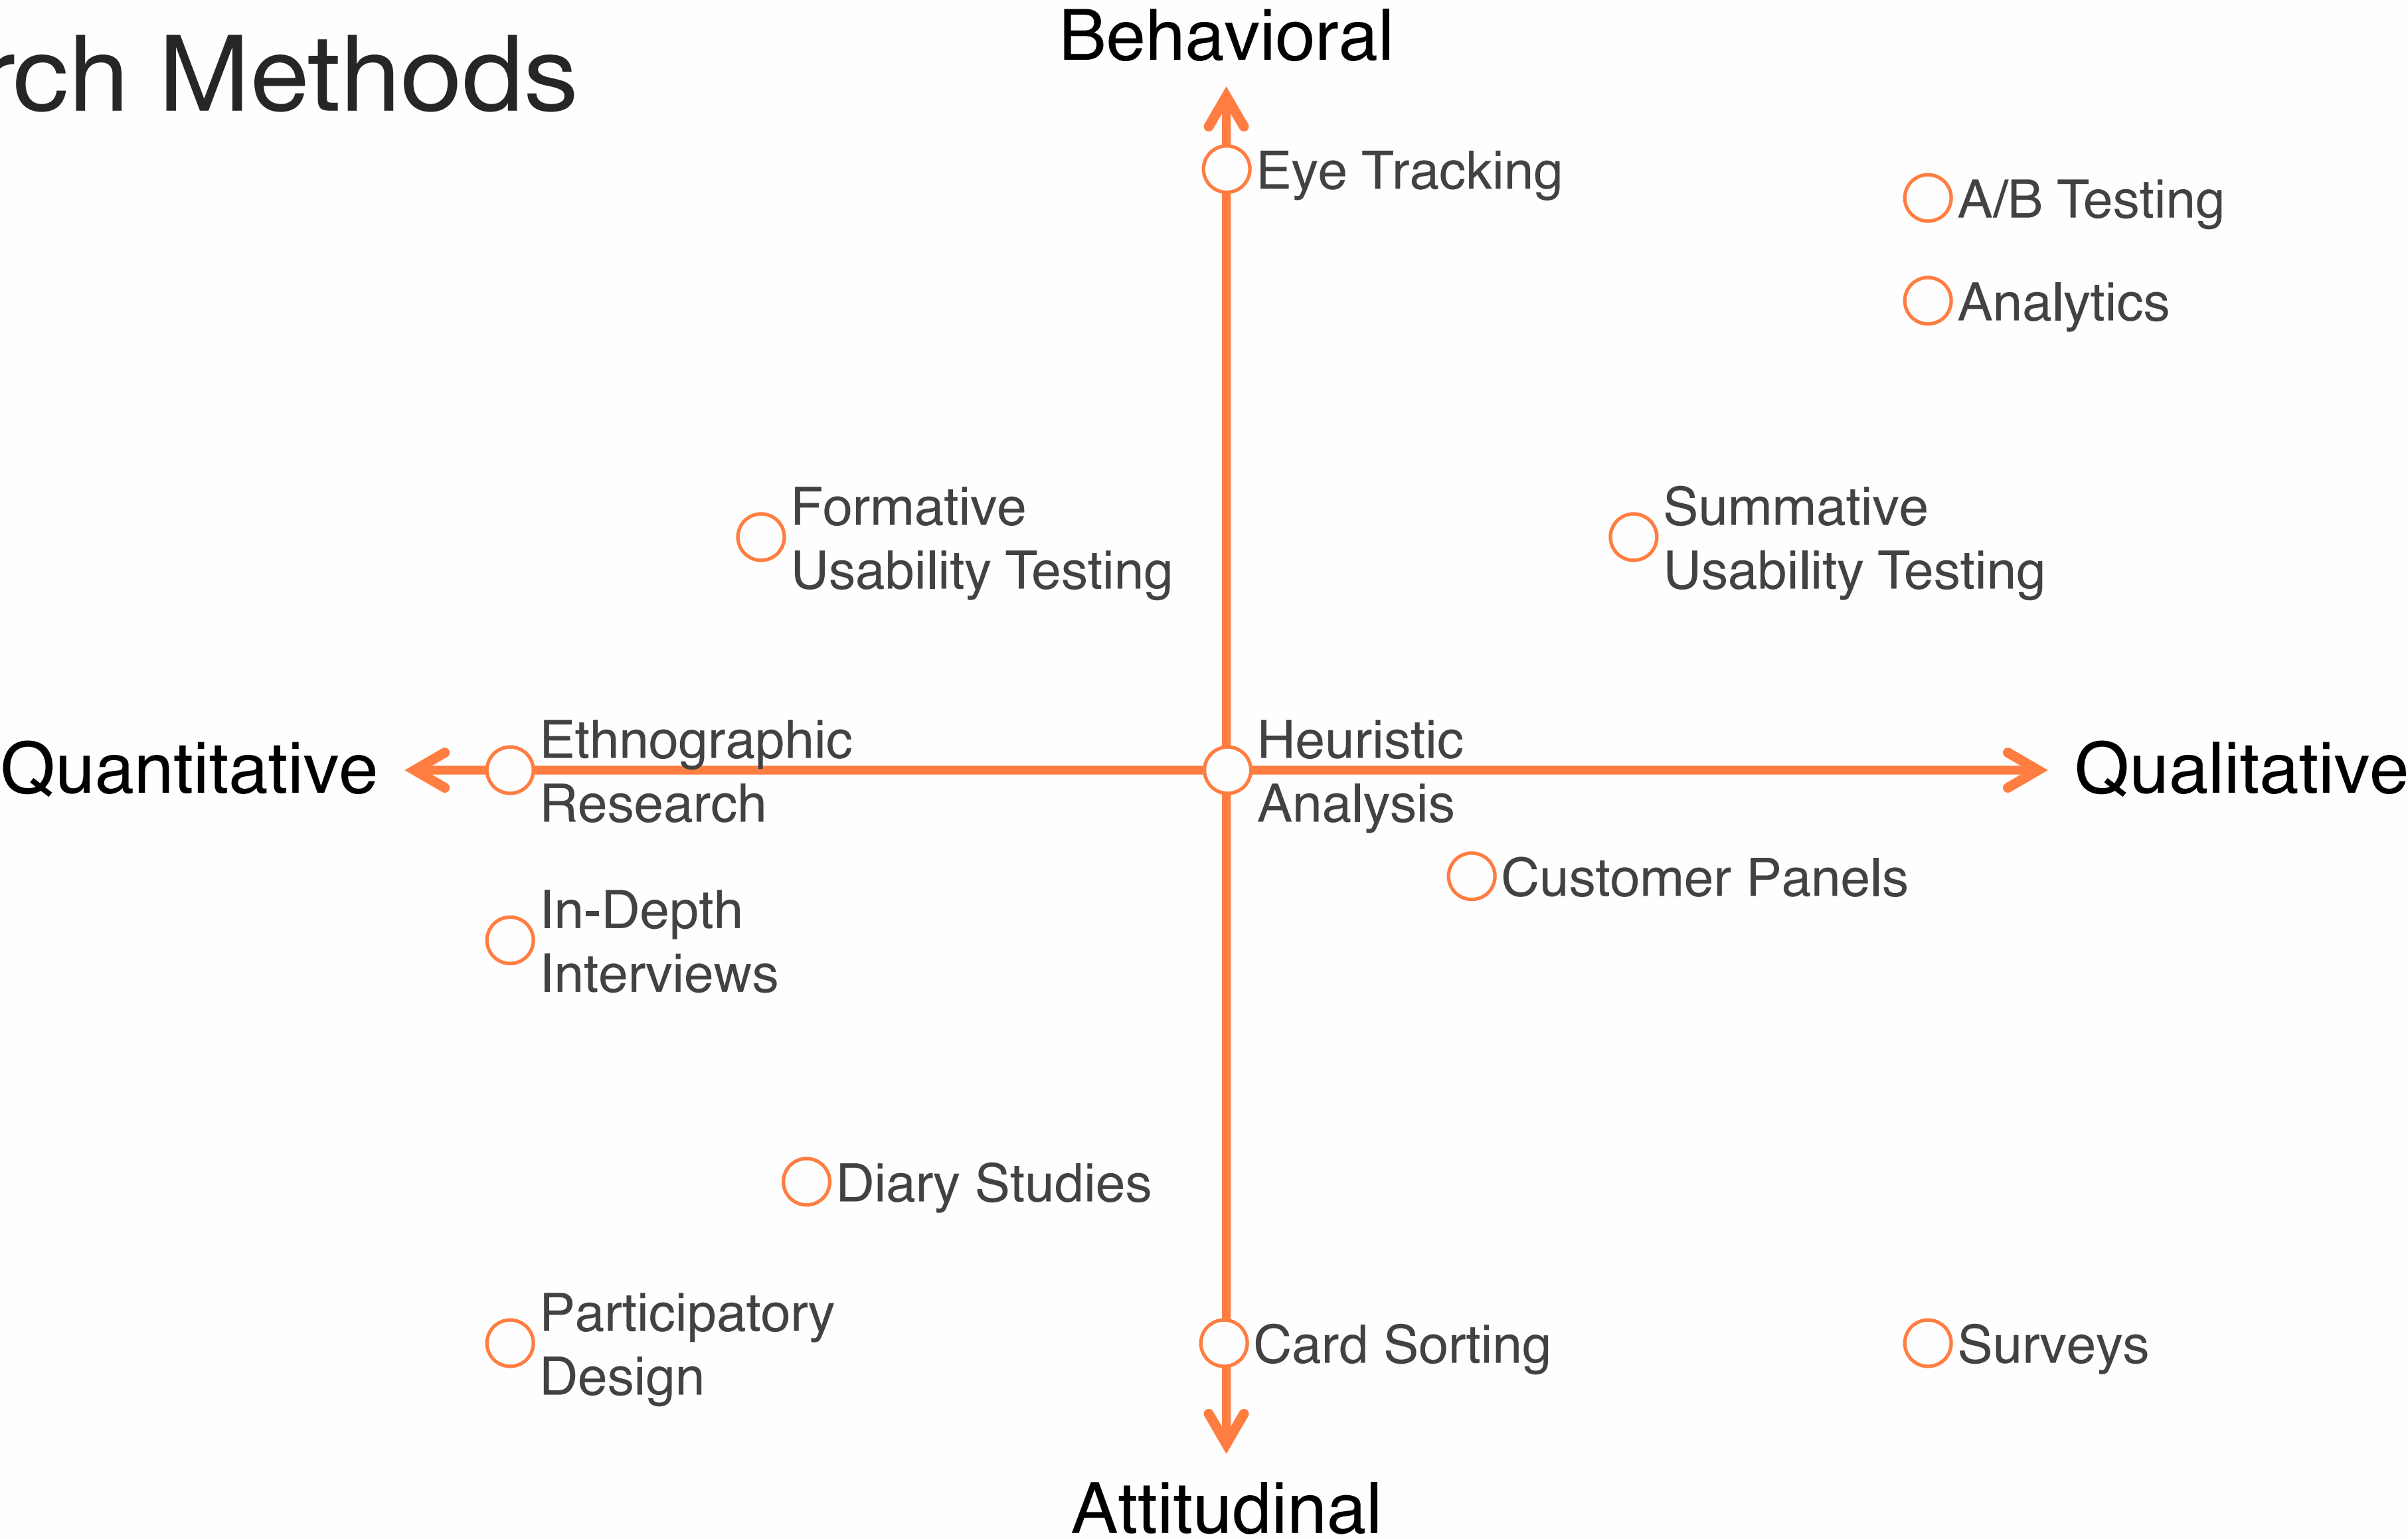 rch Methods
Behavioral
Eye Tracking
A/B Testing
Analytics
Formative
Usability Testing
Summative
Usability Testing
Quantitative
Ethnographic
Research
Heuristic
Analysis
Qualitative
Customer Panels
In-Depth
Interviews
Diary Studies
Participatory
Design
Card Sorting
Surveys
Attitudinal